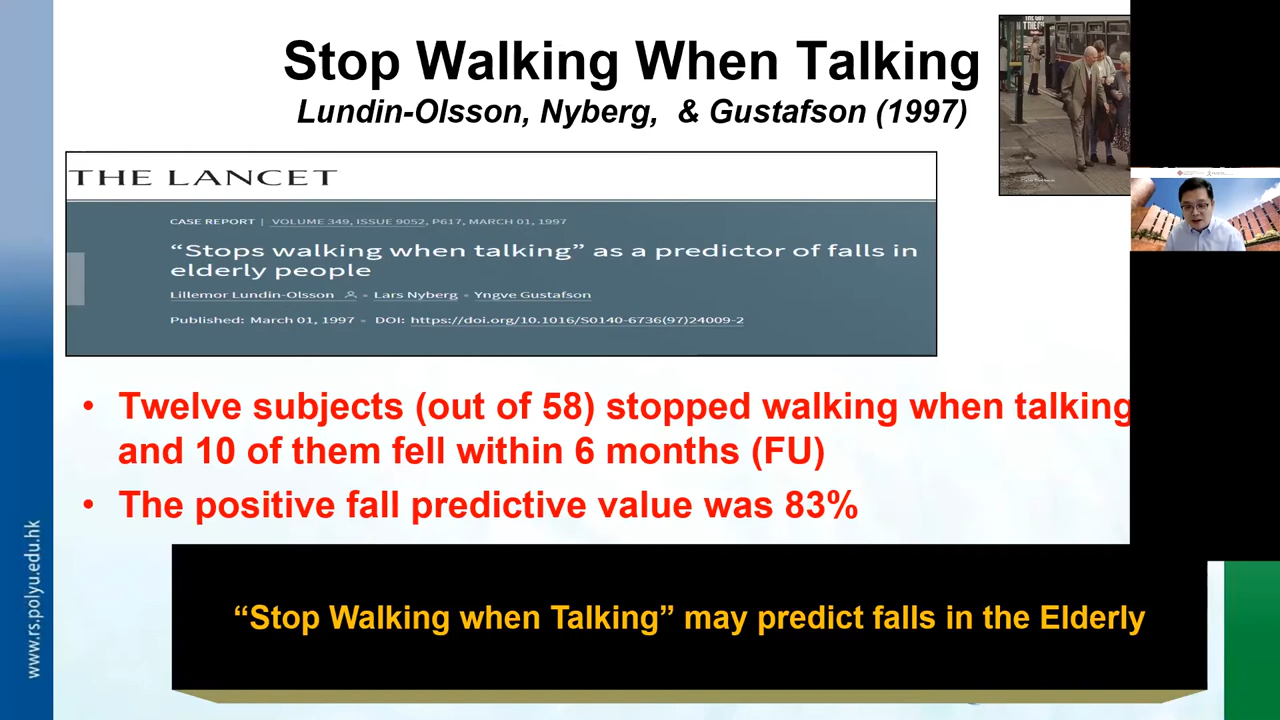 Stop Walking When Talking
Lundin-Olsson, Nyberg, & Gustafson (1997)
THE LANCET
CASE REPORT | VOLUME 349, ISSUE 9052, P617, MARCH 01, 1997
“Stops walking when talking” as a predictor of falls in
elderly people
Lillemor Lundin-Olsson • Lars Nyberg • Yngve Gustafson
Published: March 01, 1997 • DOI: https://doi.org/10.1016/S0140-6736(97)24009-2
• Twelve subjects (out of 58) stopped walking when talking
and 10 of them fell within 6 months (FU)
• The positive fall predictive value was 83%
“Stop Walking when Talking” may predict falls in the Elderly
www.rs.polyu.edu.hk